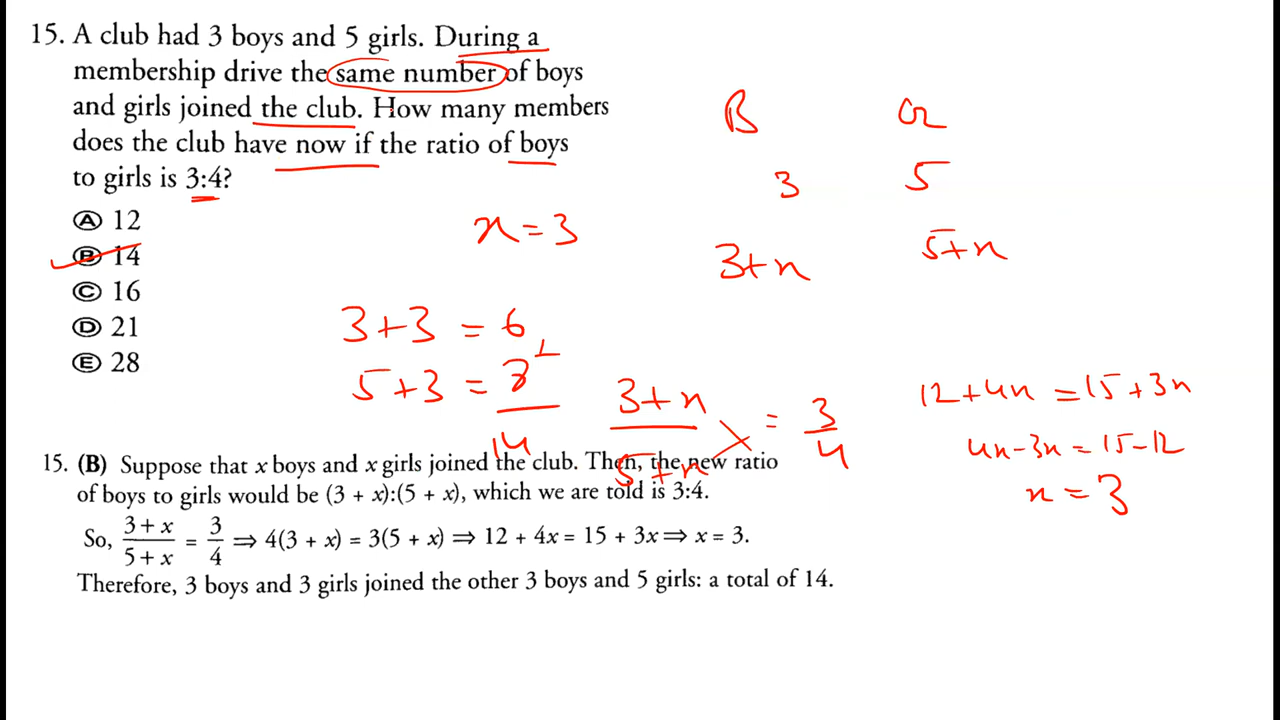 15. A club had 3 boys and 5 girls. During a
membership drive the same number of boys
and girls joined the club. How many members
does the club have now if the ratio of boys
to girls is 3:4?
Ⓐ 12
Ⓑ 14
Ⓒ 16
Ⓓ 21
Ⓔ 28
B G
3 5
x = 3
3+x 5+x
3+3 = 6
5+3 = 8
14
3+x / 5+x = 3/4
12+4x = 15+3x
4x-3x = 15-12
x = 3
15. (B) Suppose that x boys and x girls joined the club. Then, the new ratio
of boys to girls would be (3 + x):(5 + x), which we are told is 3:4.
So, 3 + x / 5 + x = 3 / 4 ⇒ 4(3 + x) = 3(5 + x) ⇒ 12 + 4x = 15 + 3x ⇒ x = 3.
Therefore, 3 boys and 3 girls joined the other 3 boys and 5 girls: a total of 14.